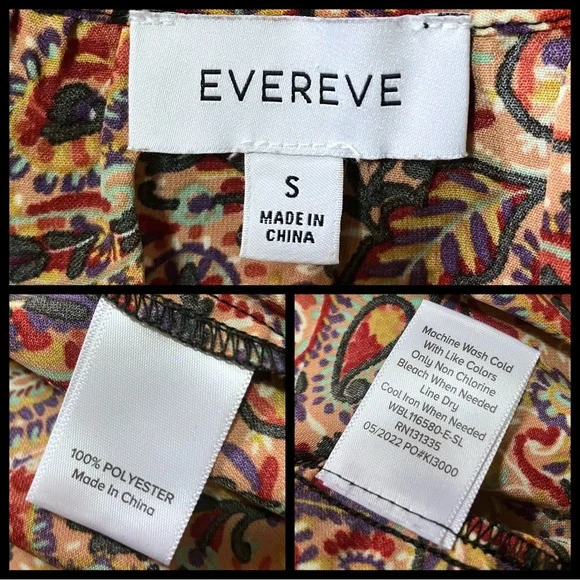 EVEREVE
S
MADE IN
CHINA
100% POLYESTER
Made in China
Machine Wash Cold
With Like Colors
Only Non Chlorine
Bleach When Needed
Line Dry
Cool Iron When Needed
WBL116580-E-SL
RN131335
05/2022 PO#KI3000